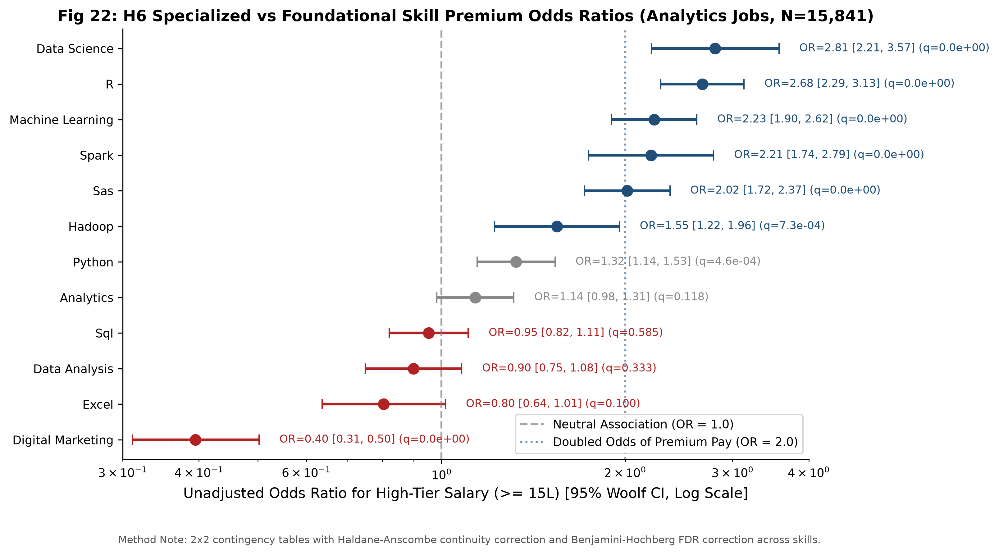 Fig 22: H6 Specialized vs Foundational Skill Premium Odds Ratios (Analytics Jobs, N=15,841)
Data Science OR=2.81 [2.21, 3.57] (q=0.0e+00)
R OR=2.68 [2.29, 3.13] (q=0.0e+00)
Machine Learning OR=2.23 [1.90, 2.62] (q=0.0e+00)
Spark OR=2.21 [1.74, 2.79] (q=0.0e+00)
Sas OR=2.02 [1.72, 2.37] (q=0.0e+00)
Hadoop OR=1.55 [1.22, 1.96] (q=7.3e-04)
Python OR=1.32 [1.14, 1.53] (q=4.6e-04)
Analytics OR=1.14 [0.98, 1.31] (q=0.118)
Sql OR=0.95 [0.82, 1.11] (q=0.585)
Data Analysis OR=0.90 [0.75, 1.08] (q=0.333)
Excel OR=0.80 [0.64, 1.01] (q=0.100)
Neutral Association (OR = 1.0)
Digital Marketing OR=0.40 [0.31, 0.50] (q=0.0e+00)
Doubled Odds of Premium Pay (OR = 2.0)
3 × 10⁻¹ 4 × 10⁻¹ 6 × 10⁻¹ 10⁰ 2 × 10⁰ 3 × 10⁰ 4 × 10⁰
Unadjusted Odds Ratio for High-Tier Salary (>= 15L) [95% Woolf CI, Log Scale]
Method Note: 2x2 contingency tables with Haldane-Anscombe continuity correction and Benjamini-Hochberg FDR correction across skills.